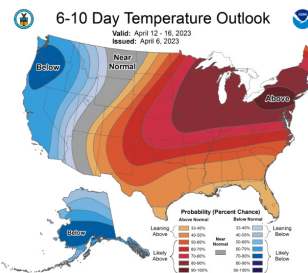 6-10 Day Temperature Outlook
Valid: April 12 - 16, 2023
Issued: April 6, 2023
Below
Near
Normal
Above
Below
Probability (Percent Chance)
Above Normal
Below Normal
Leaning
Above
Likely
Above
33-40%
40-50%
50-60%
60-70%
70-80%
80-90%
90-100%
Near
Normal
33-40%
40-50%
50-60%
60-70%
70-80%
80-90%
90-100%
Leaning
Below
Likely
Below